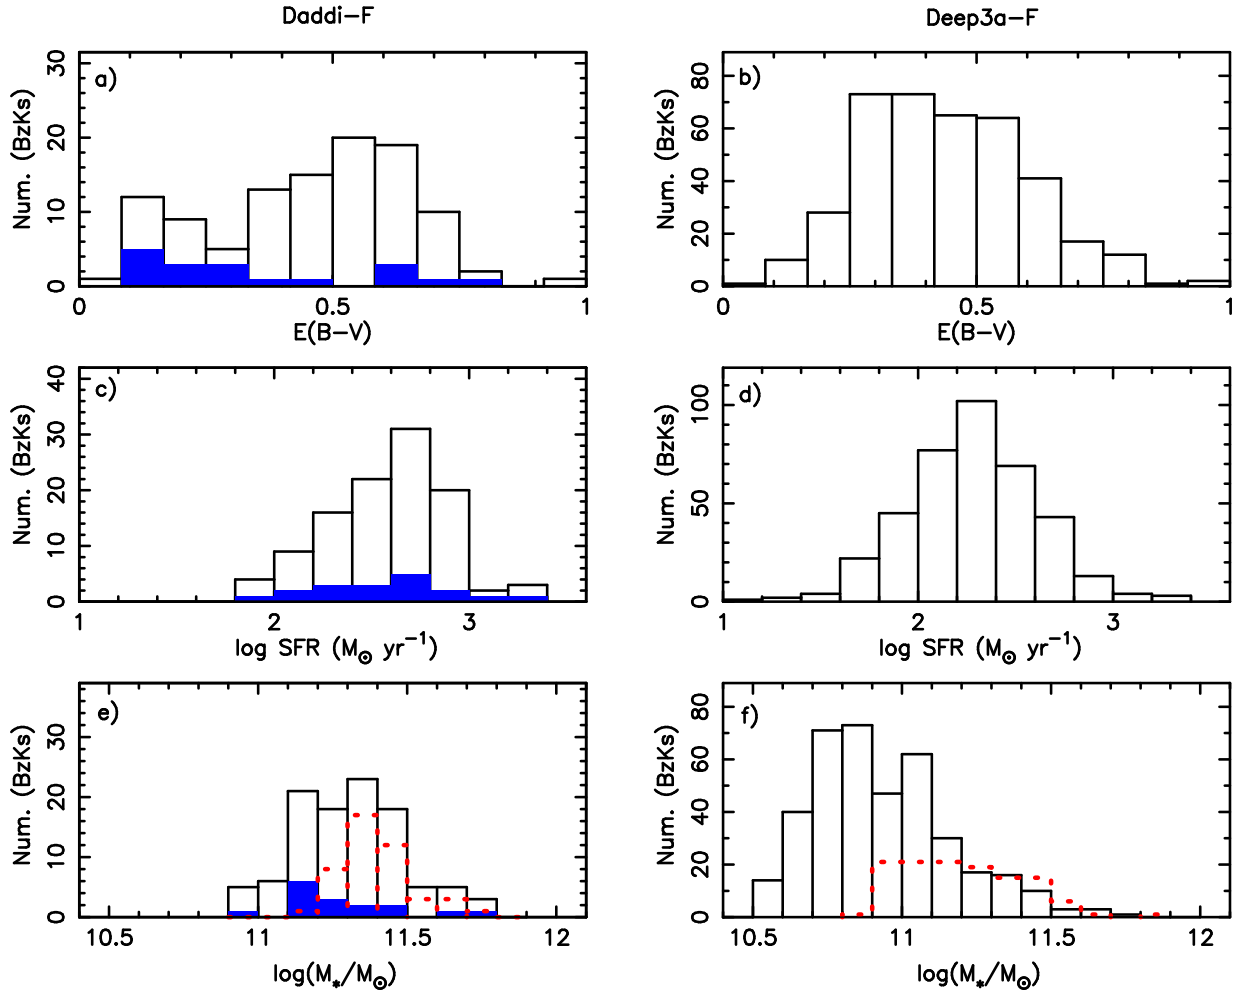 Daddi−F
Deep3a−F
a)
Num. (BzKs)
0 10 20 30
0 0.5 1
E(B−V)
b)
Num. (BzKs)
0 20 40 60 80
0 0.5 1
E(B−V)
c)
Num. (BzKs)
0 10 20 30 40
1 2 3
log SFR (M⊙ yr⁻¹)
d)
Num. (BzKs)
0 50 100
1 2 3
log SFR (M⊙ yr⁻¹)
e)
Num. (BzKs)
0 10 20 30
10.5 11 11.5 12
log(M*/M⊙)
f)
Num. (BzKs)
0 20 40 60 80
10.5 11 11.5 12
log(M*/M⊙)